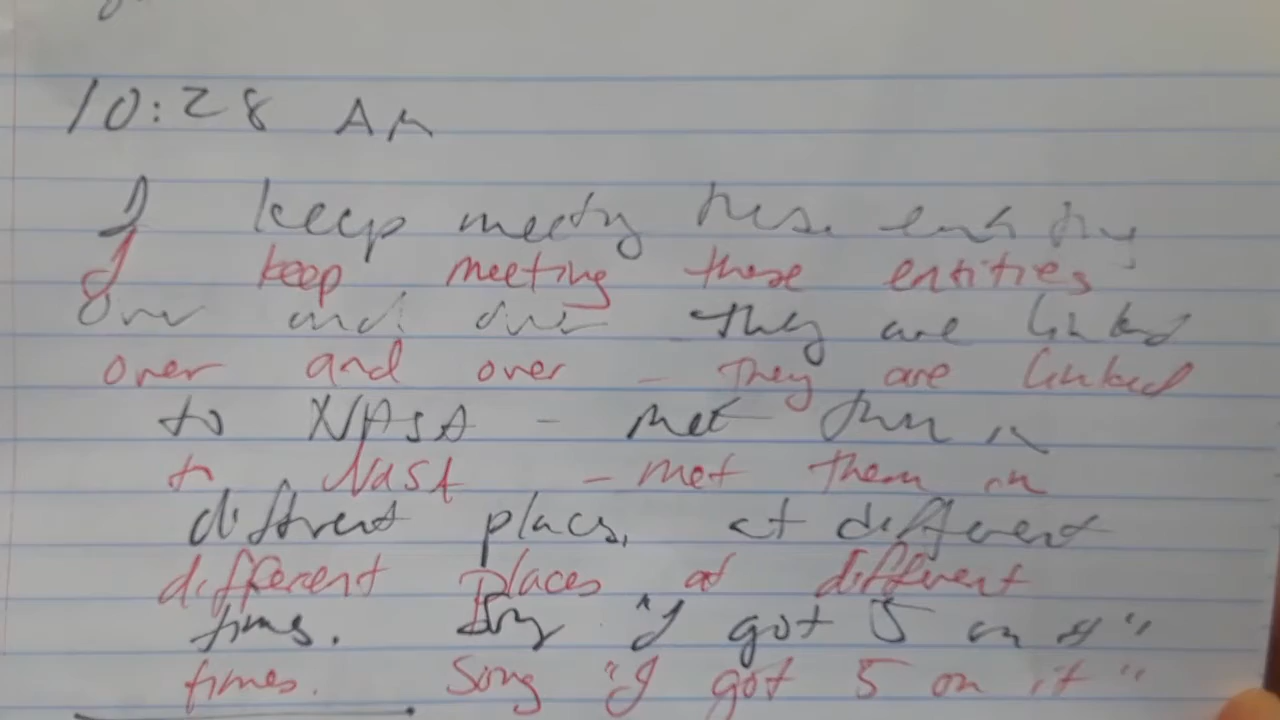 10:28 AM
I keep meeting these entities
I keep meeting these entities
over and over they are linked
over and over - They are linked
to NASA - met them in
to NASA - met them in
different places, at different
different places at different
times. Song "I got 5 on it"
times. Song "I got 5 on it"